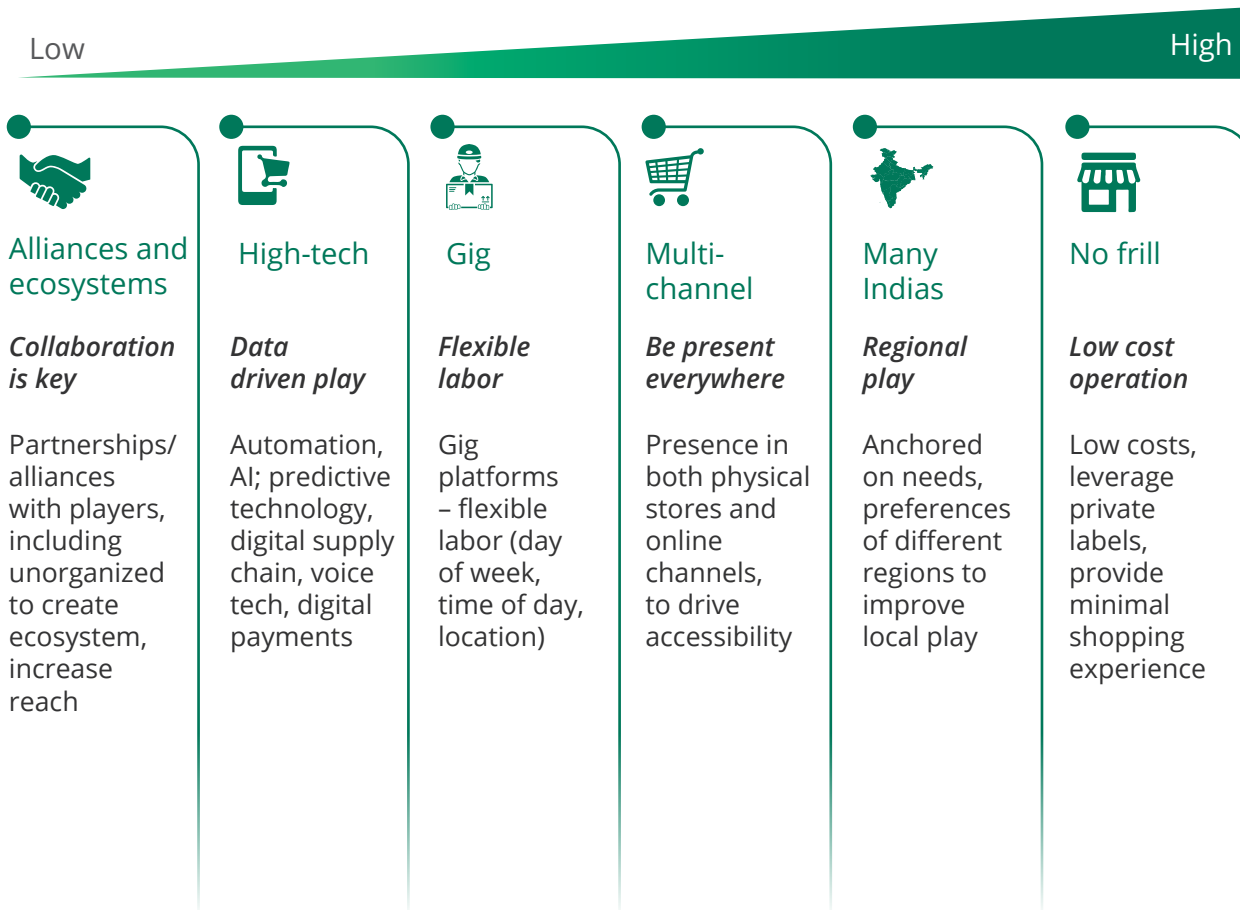 Low
High
Alliances and
ecosystems
Collaboration
is key
Partnerships/
alliances
with players,
including
unorganized
to create
ecosystem,
increase
reach
High-tech
Data
driven play
Automation,
AI; predictive
technology,
digital supply
chain, voice
tech, digital
payments
Gig
Flexible
labor
Gig
platforms
– flexible
labor (day
of week,
time of day,
location)
Multi-
channel
Be present
everywhere
Presence in
both physical
stores and
online
channels,
to drive
accessibility
Many
Indias
Regional
play
Anchored
on needs,
preferences
of different
regions to
improve
local play
No frill
Low cost
operation
Low costs,
leverage
private
labels,
provide
minimal
shopping
experience